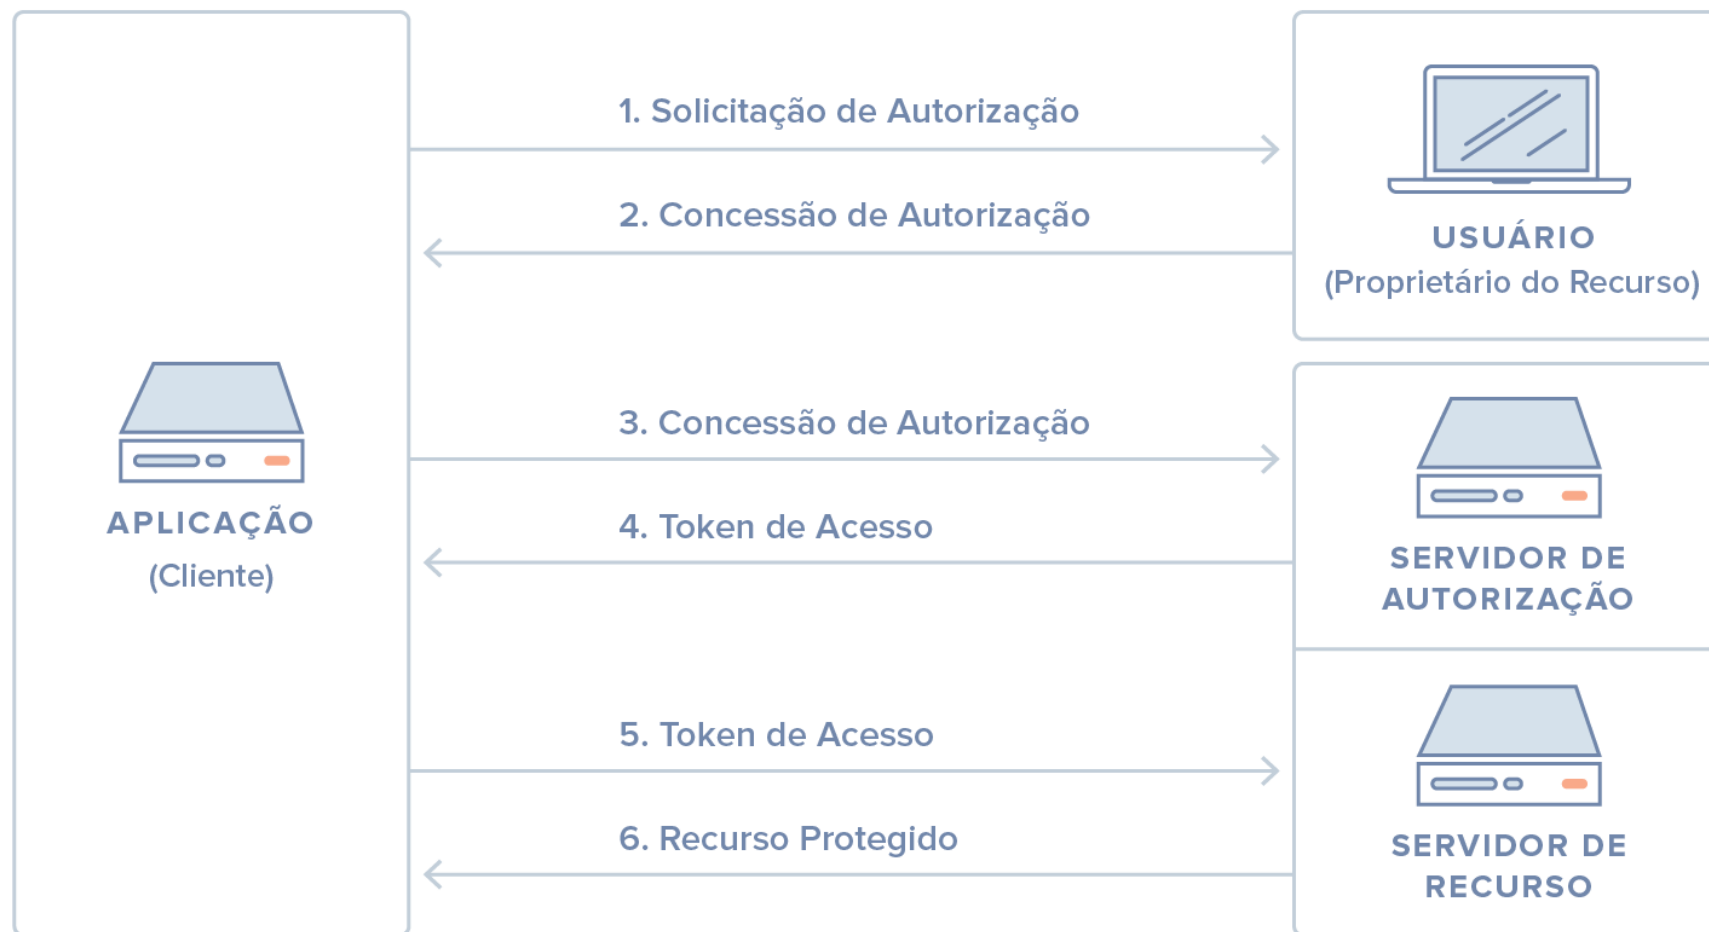 1. Solicitação de Autorização
2. Concessão de Autorização
USUÁRIO
(Proprietário do Recurso)
3. Concessão de Autorização
4. Token de Acesso
APLICAÇÃO
(Cliente)
SERVIDOR DE
AUTORIZAÇÃO
5. Token de Acesso
6. Recurso Protegido
SERVIDOR DE
RECURSO